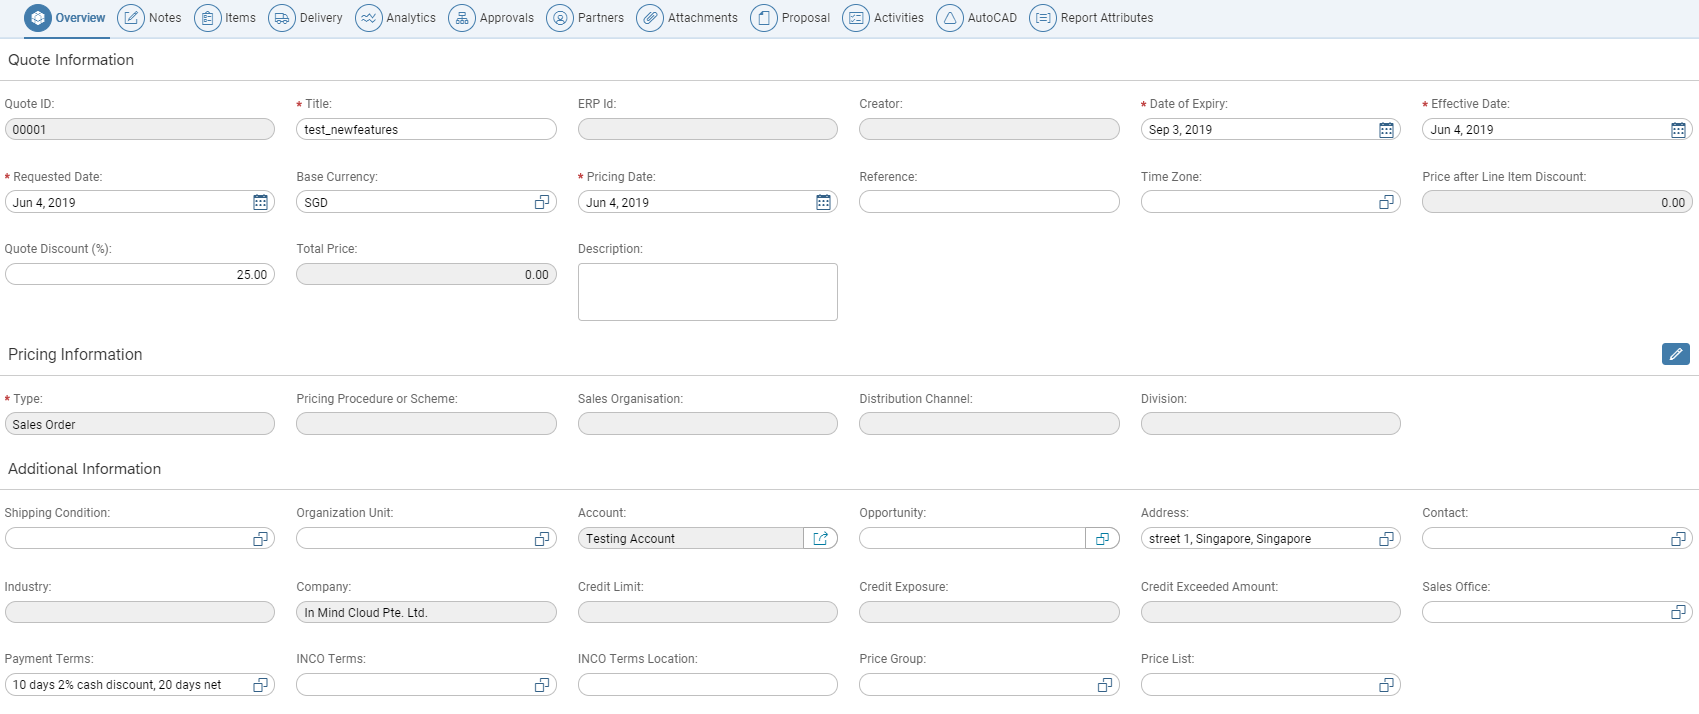 Overview Notes Items Delivery Analytics Approvals Partners Attachments Proposal Activities AutoCAD Report Attributes
Quote Information
Quote ID: * Title: ERP Id: Creator: * Date of Expiry: * Effective Date:
00001 test_newfeatures Sep 3, 2019 Jun 4, 2019
* Requested Date: Base Currency: * Pricing Date: Reference: Time Zone: Price after Line Item Discount:
Jun 4, 2019 SGD Jun 4, 2019 0.00
Quote Discount (%): Total Price: Description:
25.00 0.00
Pricing Information
* Type: Pricing Procedure or Scheme: Sales Organisation: Distribution Channel: Division:
Sales Order
Additional Information
Shipping Condition: Organization Unit: Account: Opportunity: Address: Contact:
Testing Account street 1, Singapore, Singapore
Industry: Company: Credit Limit: Credit Exposure: Credit Exceeded Amount: Sales Office:
In Mind Cloud Pte. Ltd.
Payment Terms: INCO Terms: INCO Terms Location: Price Group: Price List:
10 days 2% cash discount, 20 days net